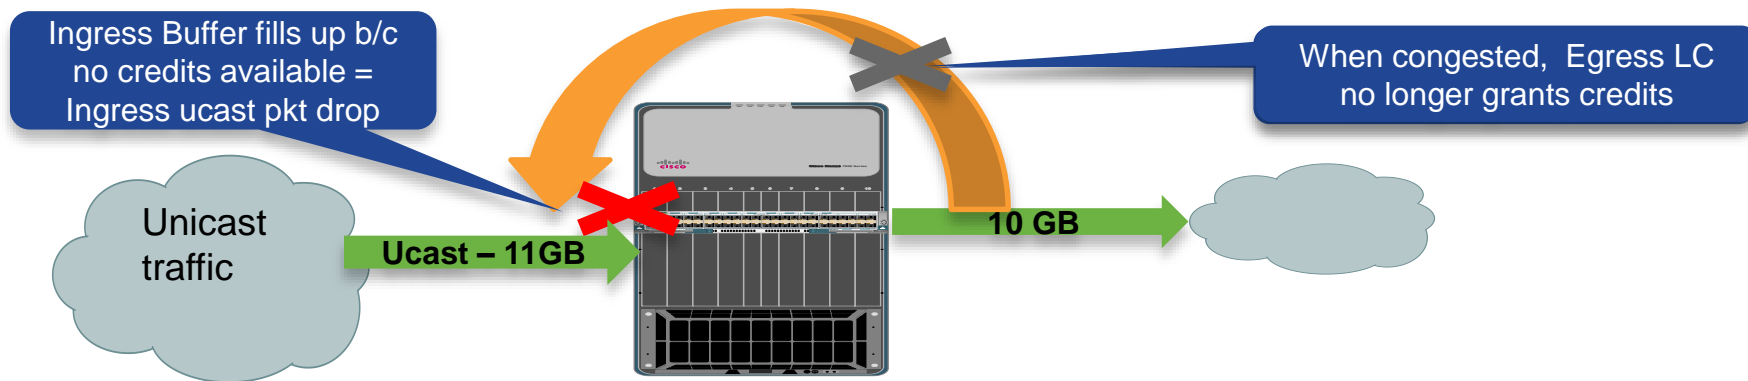 Ingress Buffer fills up b/c
no credits available =
Ingress ucast pkt drop
When congested, Egress LC
no longer grants credits
cisco
Unicast
traffic
Ucast – 11GB
10 GB